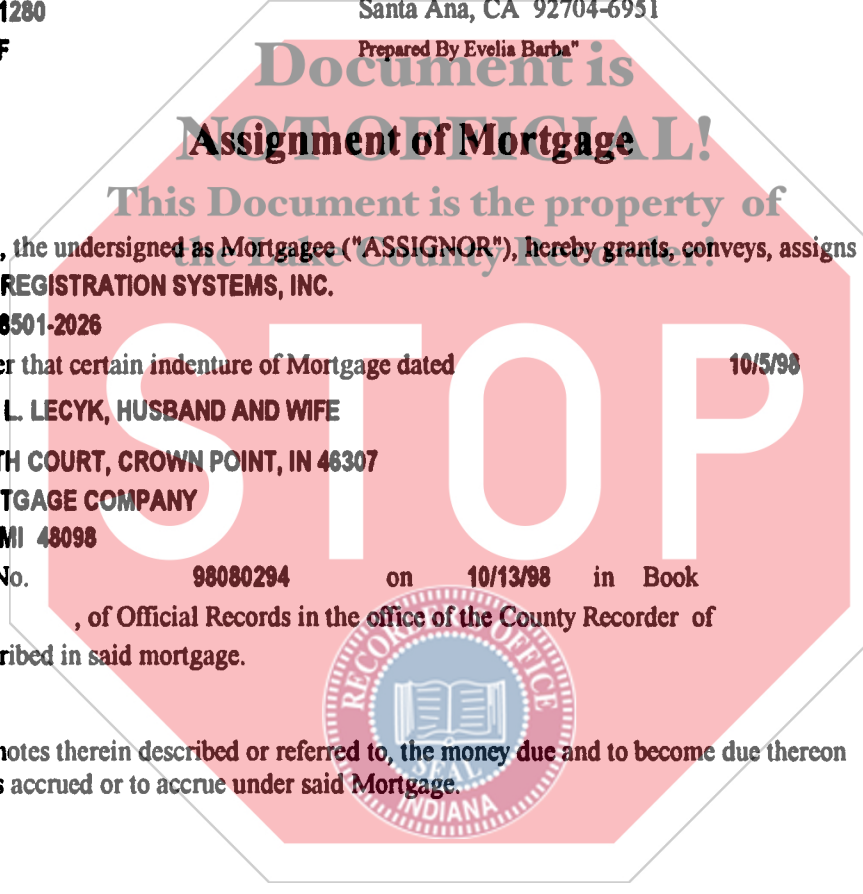 1280
Santa Ana, CA 92704-6951
F
Prepared By Evelia Barba"
Document is
NOT OFFICIAL!
Assignment of Mortgage
This Document is the property of
the Lake County Recorder!
, the undersigned as Mortgagee ("ASSIGNOR"), hereby grants, conveys, assigns
REGISTRATION SYSTEMS, INC.
8501-2026
er that certain indenture of Mortgage dated 10/5/98
L. LECYK, HUSBAND AND WIFE
TH COURT, CROWN POINT, IN 46307
TGAGE COMPANY
MI 48098
No. 98080294 on 10/13/98 in Book
, of Official Records in the office of the County Recorder of
ribed in said mortgage.
notes therein described or referred to, the money due and to become due thereon
s accrued or to accrue under said Mortgage.
STOP
RECORDER'S OFFICE
SEAL
INDIANA